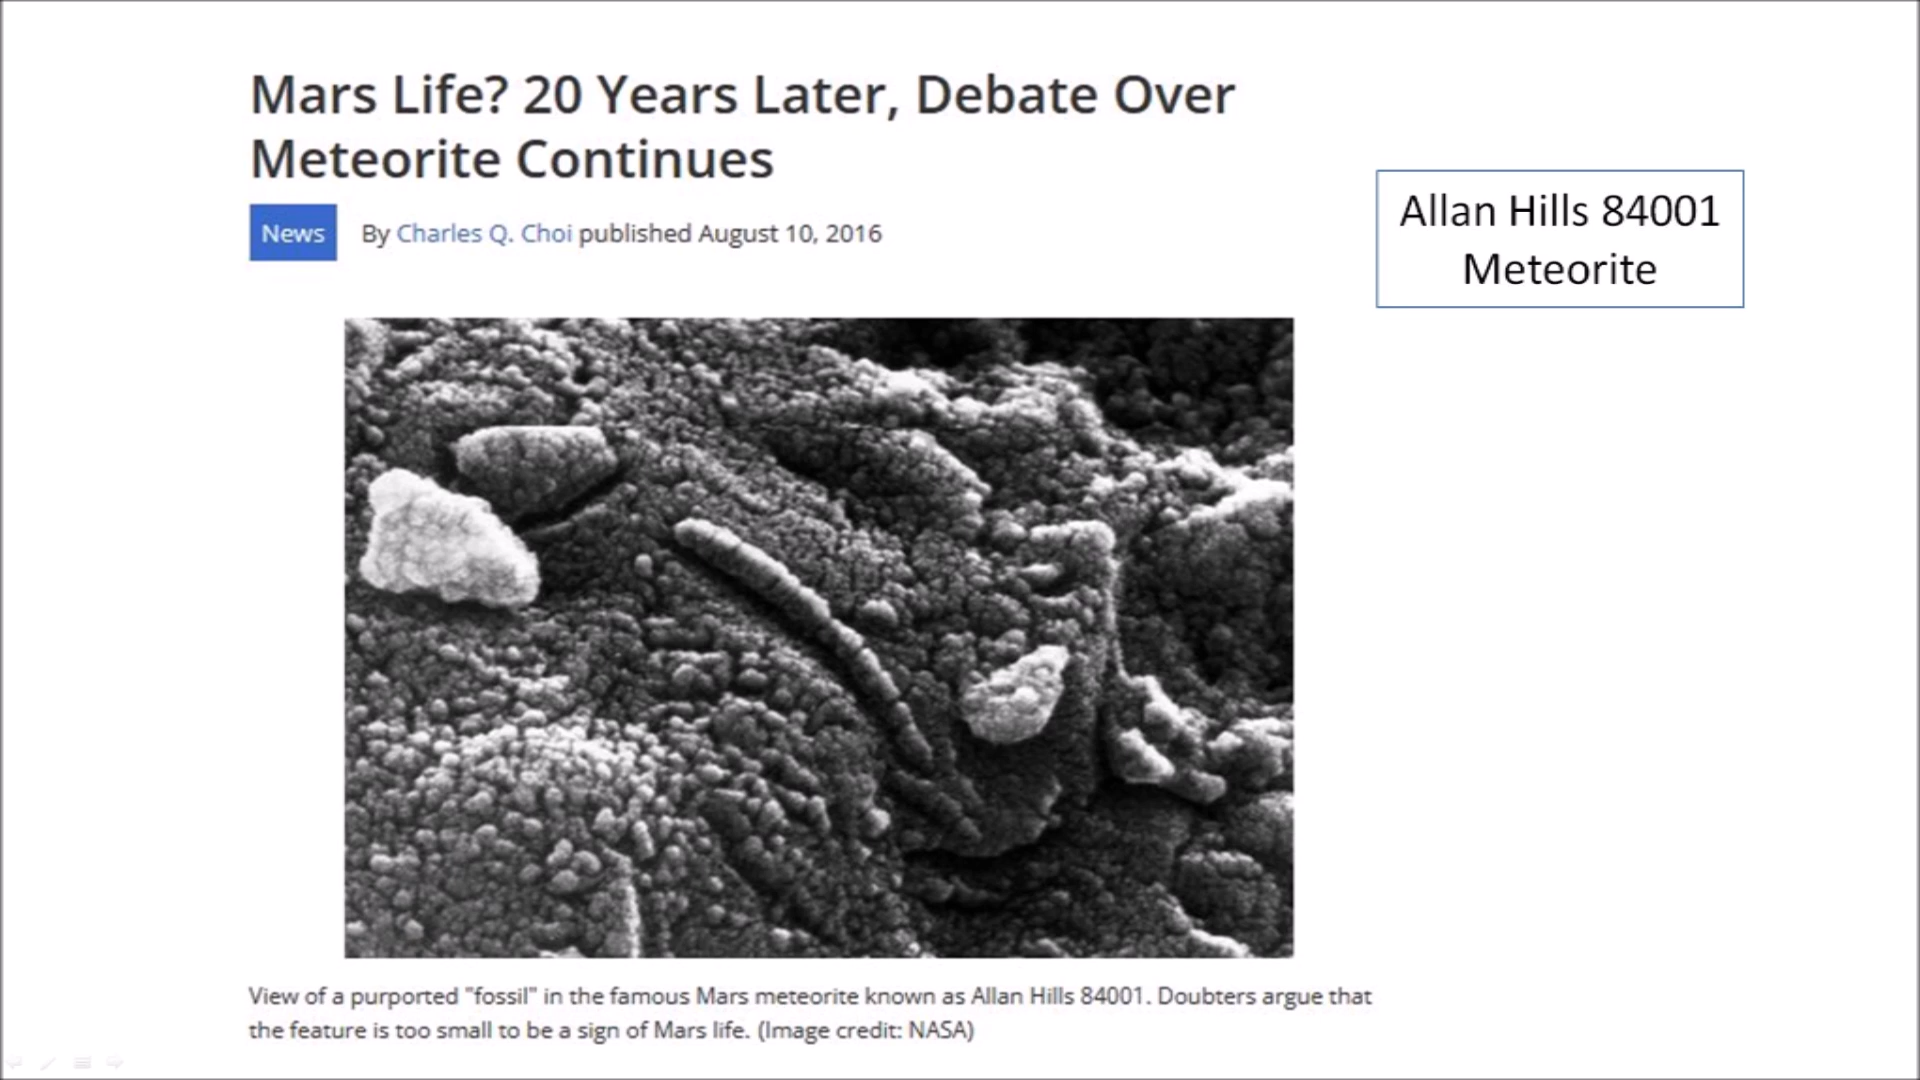 Mars Life? 20 Years Later, Debate Over
Meteorite Continues
News By Charles Q. Choi published August 10, 2016
Allan Hills 84001
Meteorite
View of a purported "fossil" in the famous Mars meteorite known as Allan Hills 84001. Doubters argue that
the feature is too small to be a sign of Mars life. (Image credit: NASA)